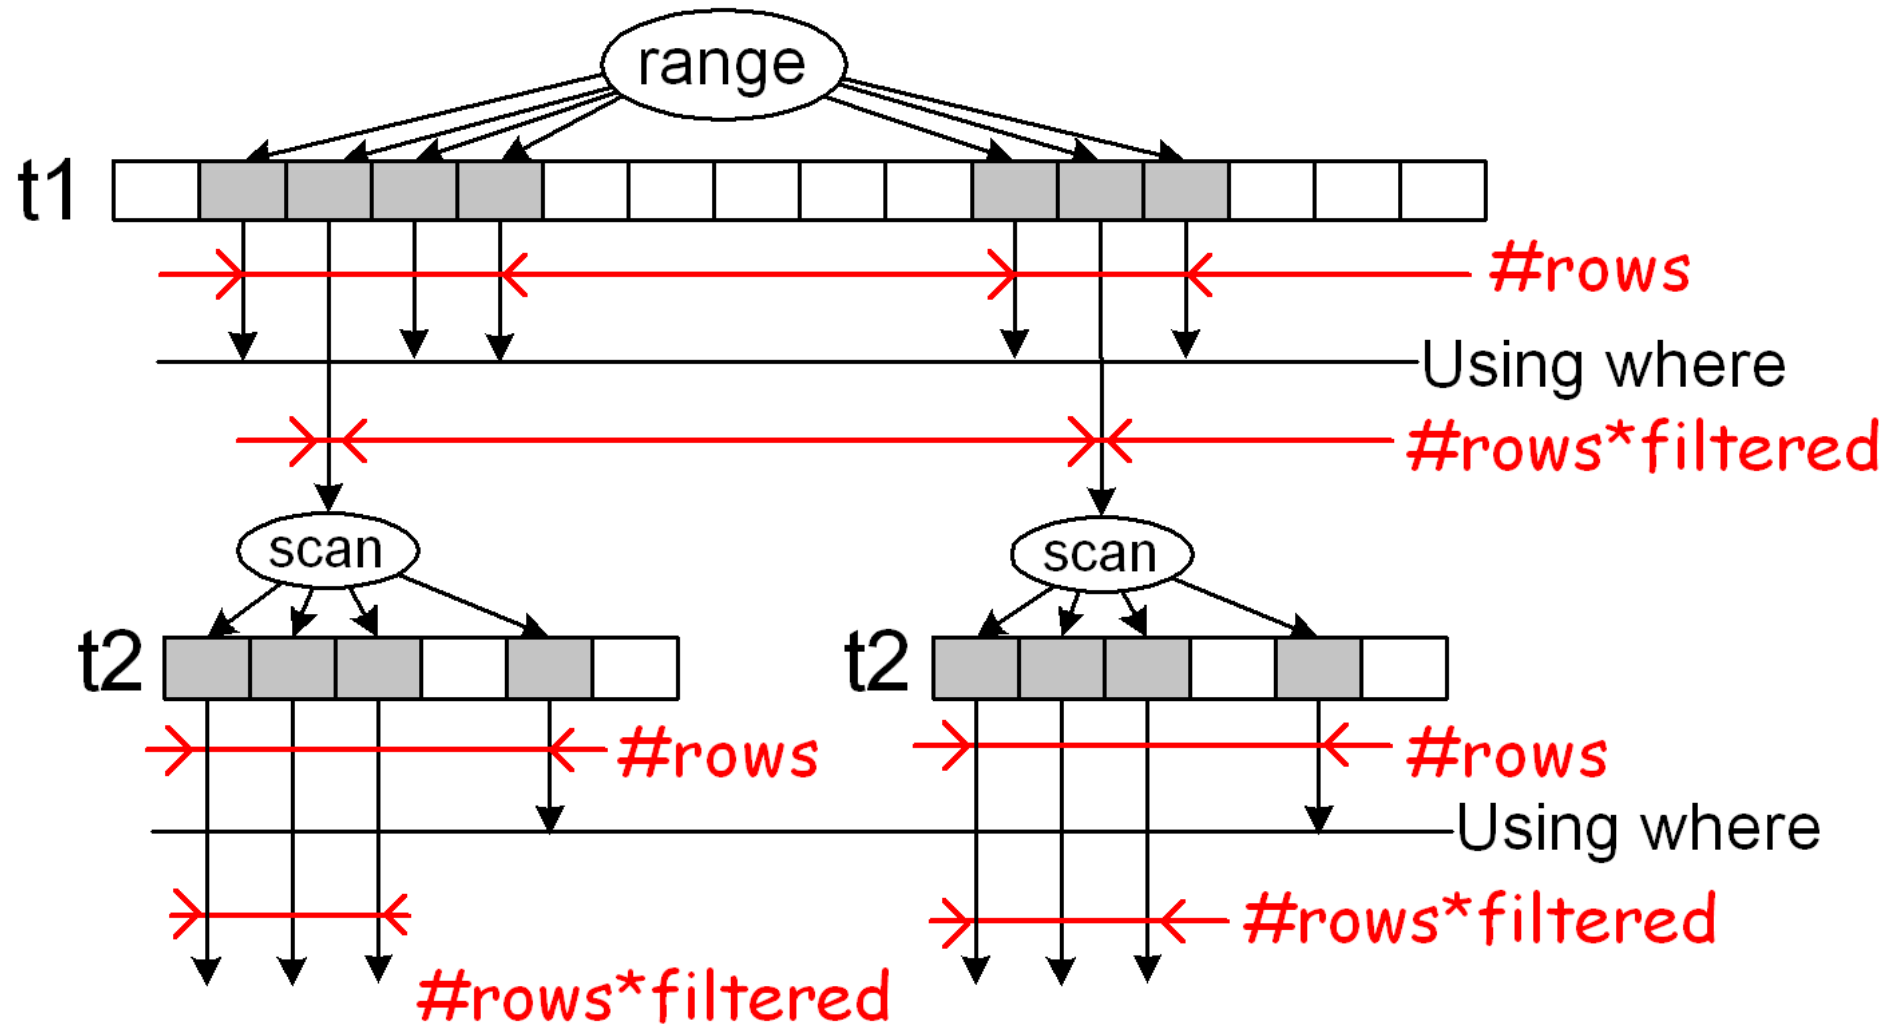 range
t1
#rows
Using where
#rows*filtered
scan
scan
t2
t2
#rows
#rows
Using where
#rows*filtered
#rows*filtered